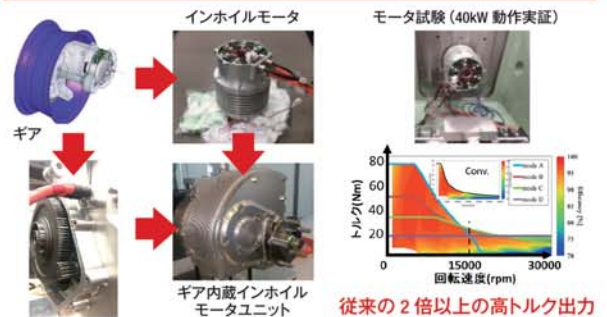 インホイルモータ
モータ試験(40kW 動作実証)
ギア
ギア内蔵インホイル
モータユニット
トルク(Nm)
80
60
40
20
0
15000
30000
回転速度(rpm)
Conv.
mode A
mode B
mode C
mode D
Efficiency [%]
100
従来の2倍以上の高トルク出力